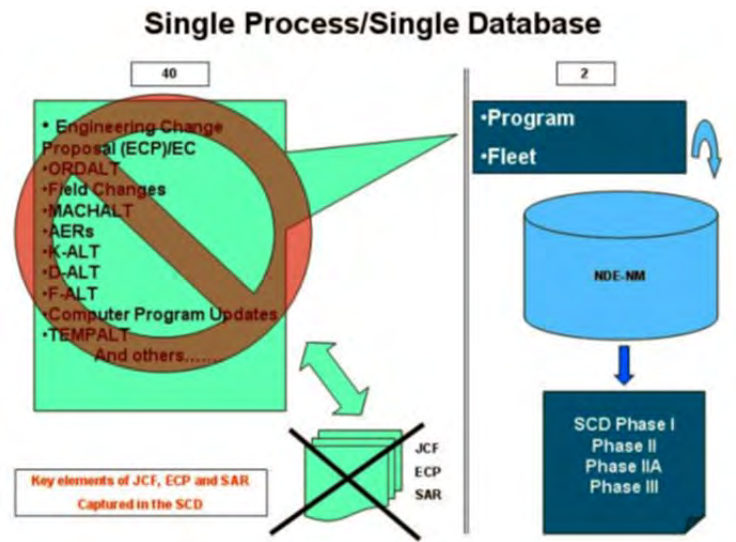 Single Process/Single Database
40
• Engineering Change
Proposal (ECP)/EC
•ORDALT
•Field Changes
•MACHALT
•AERs
•K-ALT
•D-ALT
•F-ALT
•Computer Program Updates
•TEMPALT
And others.......
JCF
ECP
SAR
Key elements of JCF, ECP and SAR
Captured in the SCD
2
•Program
•Fleet
NDE-NM
SCD Phase I
Phase II
Phase IIA
Phase III